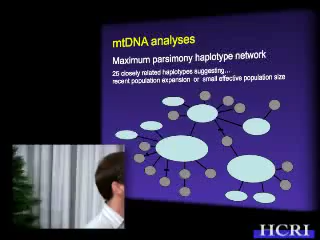 mtDNA analyses
Maximum parsimony haplotype network
26 closely related haplotypes suggesting…
recent population expansion or small effective population size
HCRI